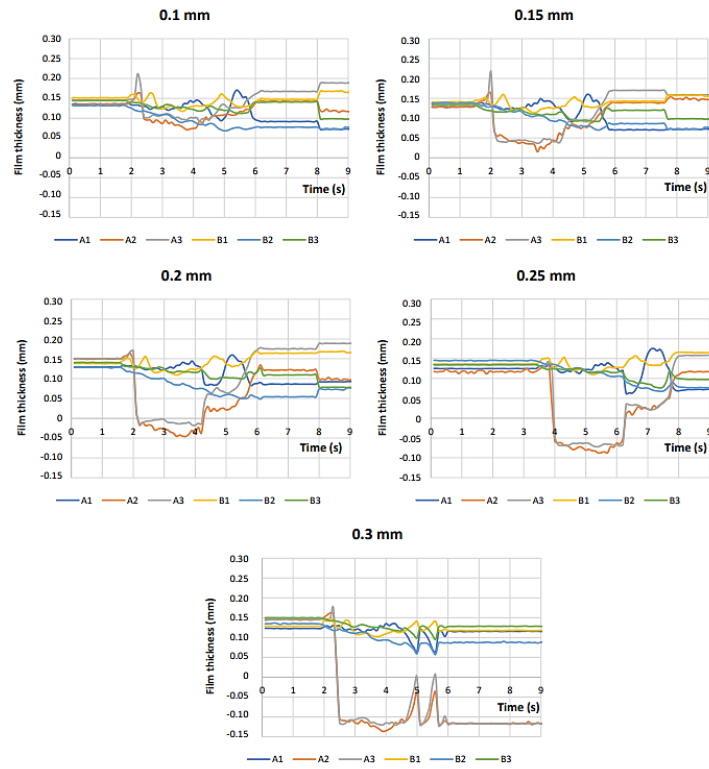 0.1 mm
0.15 mm
Film thickness (mm)
0.30
0.25
0.20
0.15
0.10
0.05
0
-0.05
-0.10
-0.15
0 1 2 3 4 5 6 7 8 9
Time (s)
A1 A2 A3 B1 B2 B3
Film thickness (mm)
0.30
0.25
0.20
0.15
0.10
0.05
0
-0.05
-0.10
-0.15
0 1 2 3 4 5 6 7 8 9
Time (s)
A1 A2 A3 B1 B2 B3
0.2 mm
0.25 mm
Film thickness (mm)
0.30
0.25
0.20
0.15
0.10
0.05
0
-0.05
-0.10
-0.15
0 1 2 3 4 5 6 7 8 9
Time (s)
A1 A2 A3 B1 B2 B3
Film thickness (mm)
0.30
0.25
0.20
0.15
0.10
0.05
0
-0.05
-0.10
-0.15
0 1 2 3 4 5 6 7 8 9
Time (s)
A1 A2 A3 B1 B2 B3
0.3 mm
Film thickness (mm)
0.30
0.25
0.20
0.15
0.10
0.05
0
-0.05
-0.10
-0.15
0 1 2 3 4 5 6 7 8 9
Time (s)
A1 A2 A3 B1 B2 B3